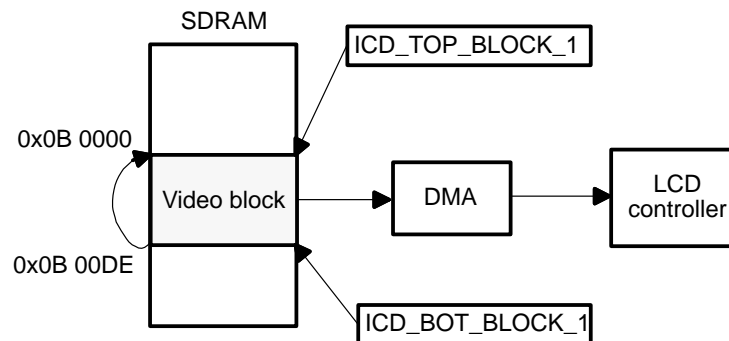 SDRAM
ICD_TOP_BLOCK_1
0x0B 0000
Video block
DMA
LCD
controller
0x0B 00DE
ICD_BOT_BLOCK_1